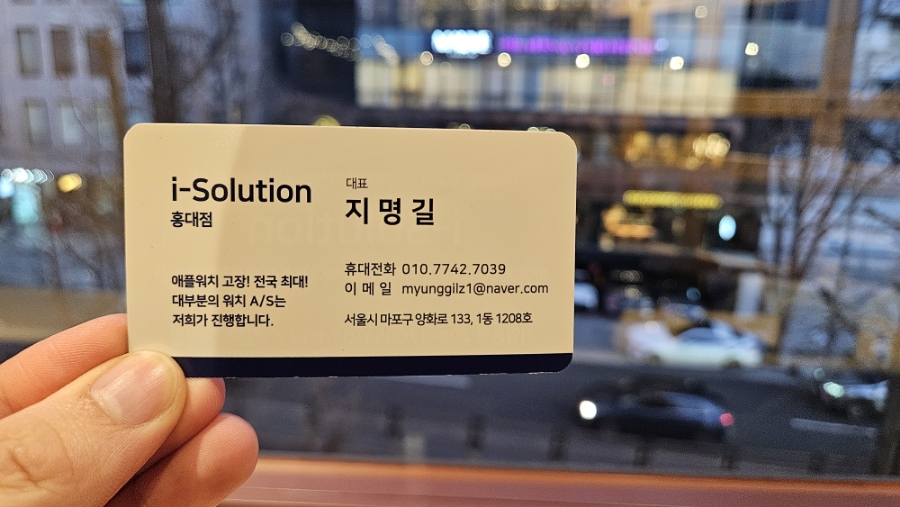 i-Solution
홍대점
애플워치 고장! 전국 최대!
대부분의 워치 A/S는
저희가 진행합니다.
대표
지명길
휴대전화 010.7742.7039
이 메 일 myunggilz1@naver.com
서울시 마포구 양화로 133, 1동 1208호